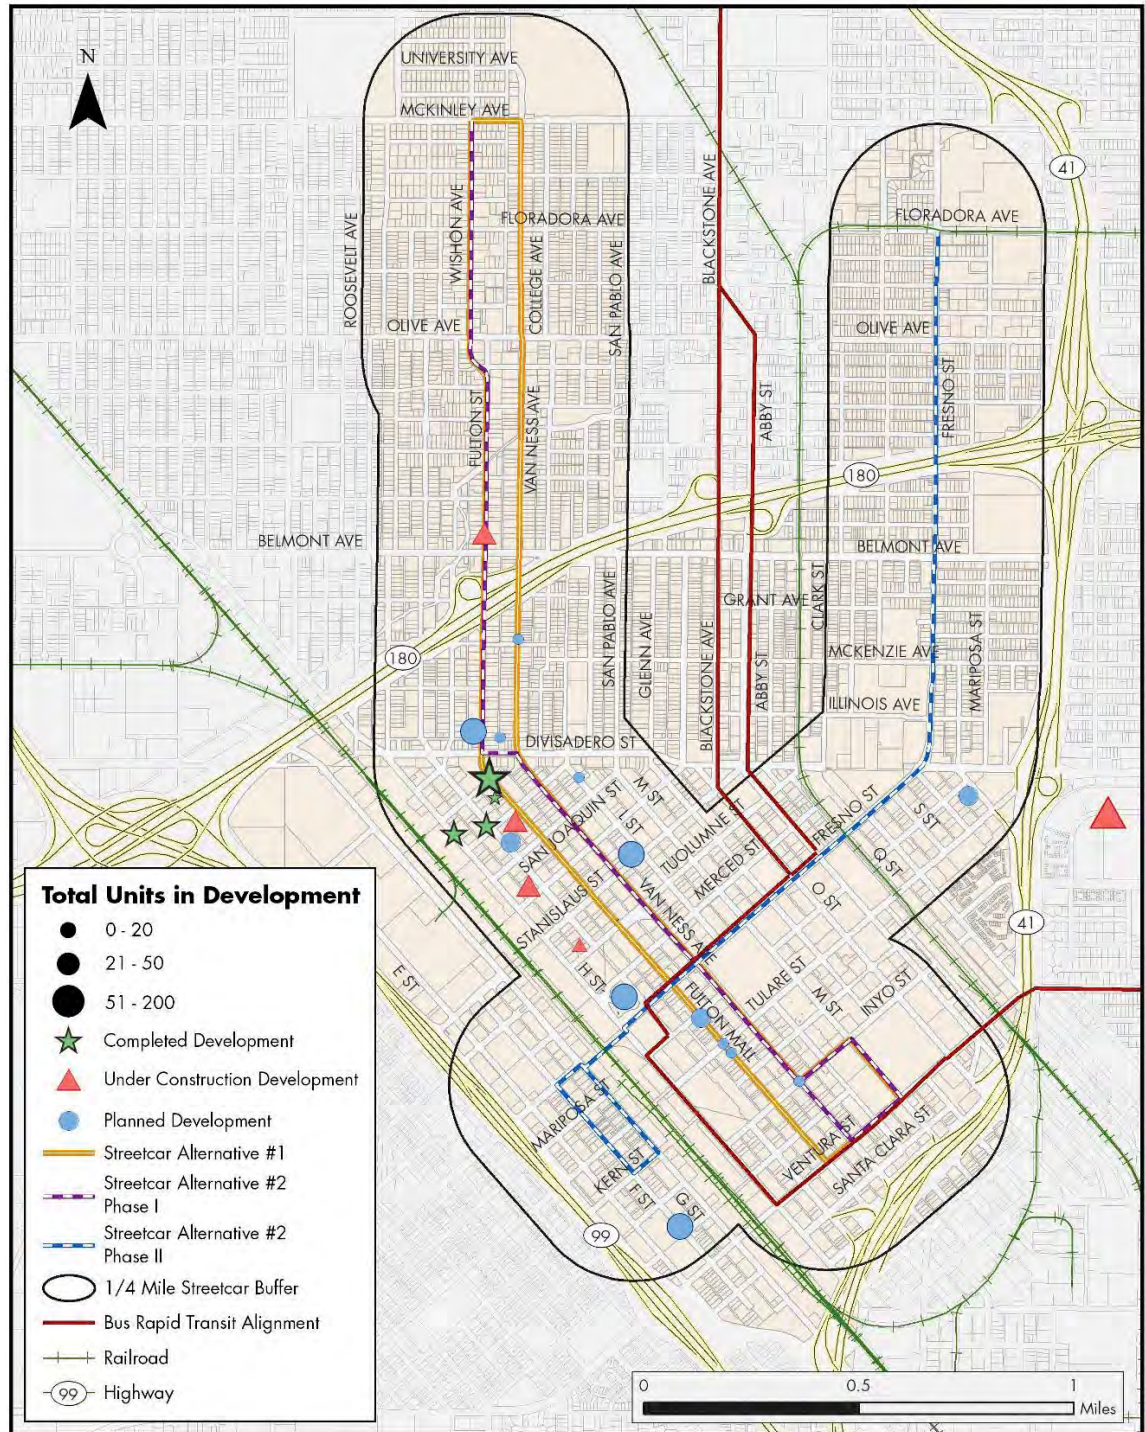 N
UNIVERSITY AVE
MCKINLEY AVE
41
BLACKSTONE AVE
WISHON AVE
FLORADORA AVE
FLORADORA AVE
ROOSEVELT AVE
COLLEGE AVE
SAN PABLO AVE
OLIVE AVE
OLIVE AVE
FULTON ST
VAN NESS AVE
ABBY ST
FRESNO ST
180
BELMONT AVE
BELMONT AVE
SAN PABLO AVE
GLENN AVE
GRANT AVE
CLARK ST
180
BLACKSTONE AVE
ABBY ST
MCKENZIE AVE
MARIPOSA ST
ILLINOIS AVE
DIVISADERO ST
M ST
L ST
SAN JOAQUIN ST
TUOLUMNE ST
MERCED ST
FRESNO ST
S ST
Q ST
O ST
STANISLAUS ST
VAN NESS AVE
41
E ST
H ST
TULARE ST
M ST
INYO ST
FULTON MALL
MARIPOSA ST
KERN ST
F ST
G ST
VENTURA ST
SANTA CLARA ST
99
Total Units in Development
0 - 20
21 - 50
51 - 200
Completed Development
Under Construction Development
Planned Development
Streetcar Alternative #1
Streetcar Alternative #2
Phase I
Streetcar Alternative #2
Phase II
1/4 Mile Streetcar Buffer
Bus Rapid Transit Alignment
Railroad
99 Highway
0 0.5 1
Miles